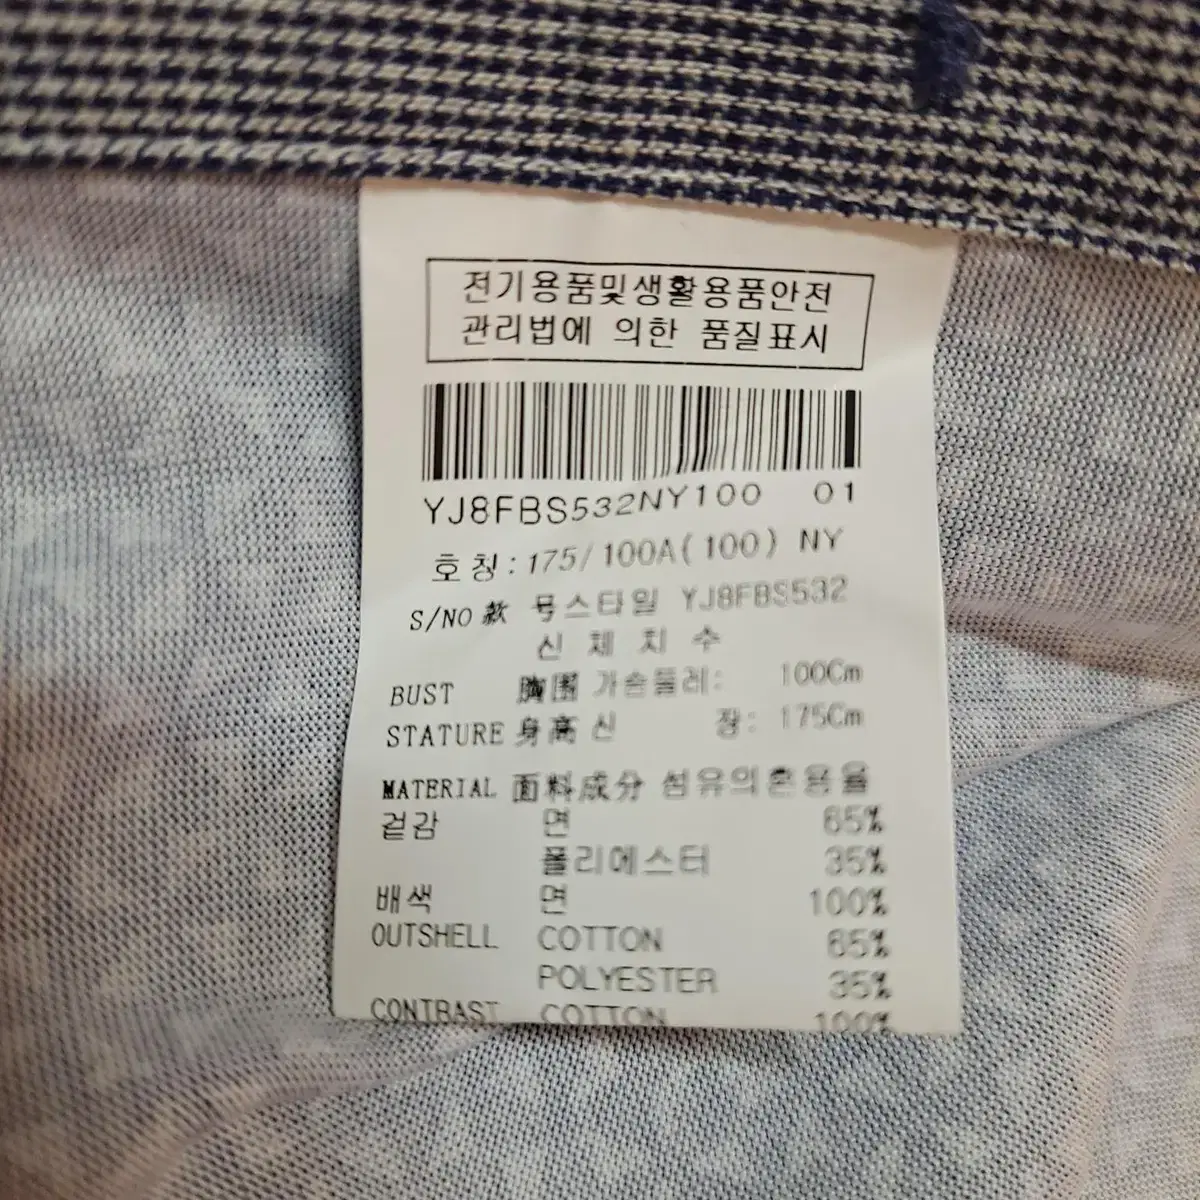 전기용품및생활용품안전
관리법에 의한 품질표시
YJ8FBS532NY100 01
호칭:175/100A(100) NY
S/NO 款 号스타일 YJ8FBS532
신 체 치 수
BUST 胸围 가슴둘레: 100Cm
STATURE 身高 신 장: 175Cm
MATERIAL 面料成分 섬유의혼용율
겉감 면 65%
폴리에스터 35%
배색 면 100%
OUTSHELL COTTON 65%
POLYESTER 35%
CONTRAST COTTON 100%